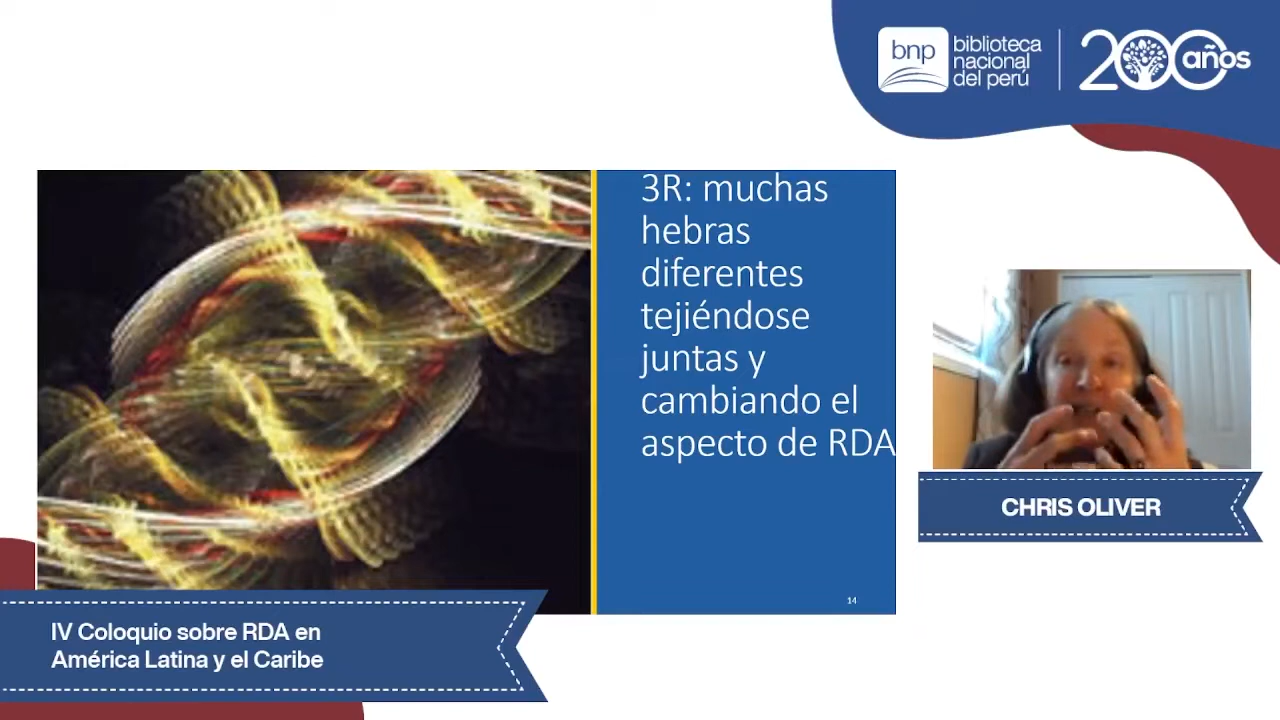 bnp
biblioteca
nacional
del perú
200 años
3R: muchas
hebras
diferentes
tejiéndose
juntas y
cambiando el
aspecto de RDA
14
CHRIS OLIVER
IV Coloquio sobre RDA en
América Latina y el Caribe